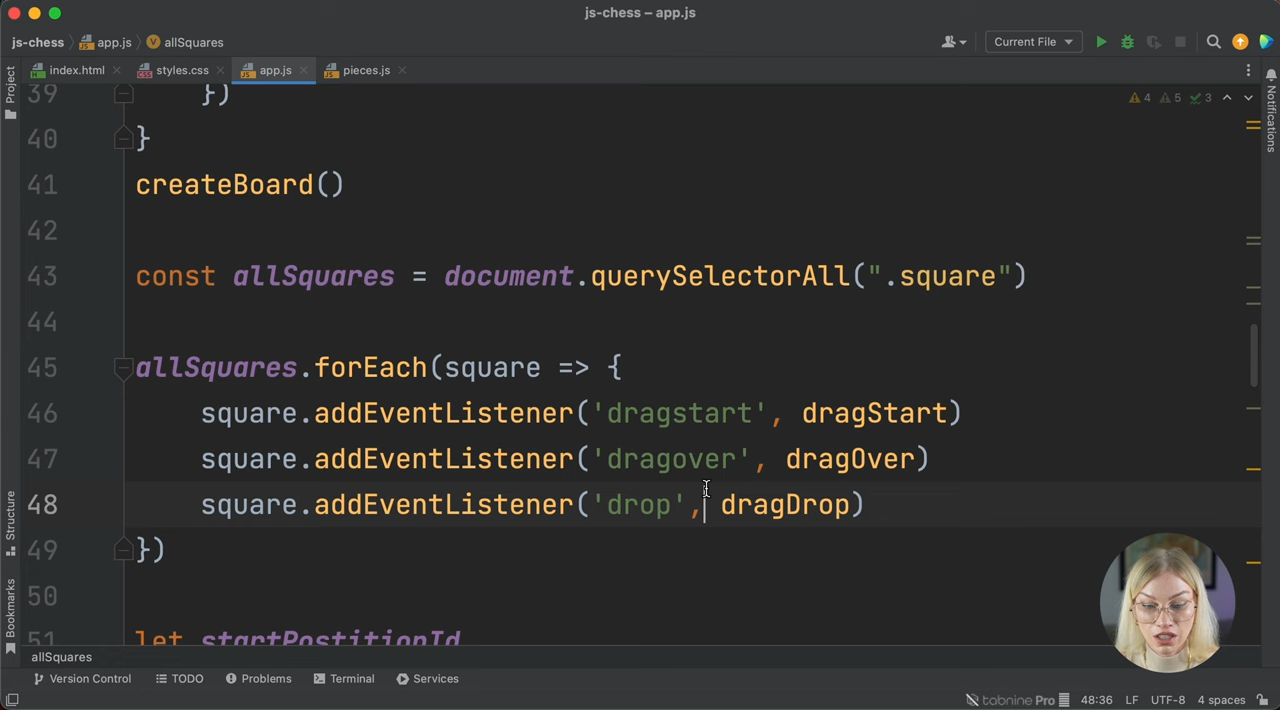 js-chess – app.js
js-chess
app.js
allSquares
Current File
index.html
styles.css
app.js
pieces.js
Project
Notifications
4
5
3
39
})
40
}
41
createBoard()
42
43
const allSquares = document.querySelectorAll(".square")
44
45
allSquares.forEach(square => {
46
square.addEventListener('dragstart', dragStart)
47
square.addEventListener('dragover', dragOver)
48
square.addEventListener('drop', dragDrop)
49
})
50
51
let startPostitionId
Structure
Bookmarks
allSquares
Version Control
TODO
Problems
Terminal
Services
tabnine Pro
48:36
LF
UTF-8
4 spaces